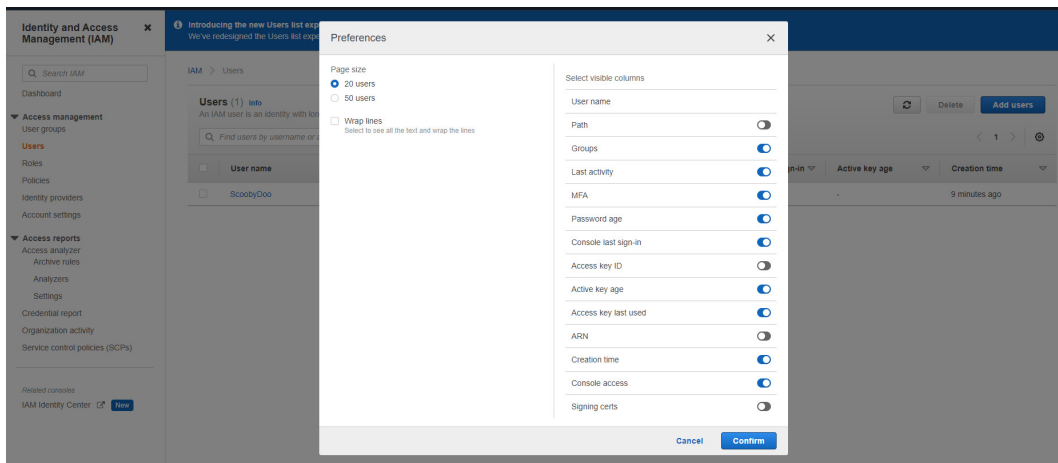 Identity and Access
Management (IAM)
Search IAM
Dashboard
Access management
User groups
Users
Roles
Policies
Identity providers
Account settings
Access reports
Access analyzer
Archive rules
Analyzers
Settings
Credential report
Organization activity
Service control policies (SCPs)
Related consoles
IAM Identity Center New
Introducing the new Users list exp
We've redesigned the Users list expe
IAM > Users
Users (1) Info
An IAM user is an identity with lon
Find users by username or a
User name
ScoobyDoo
Preferences
Page size
20 users
50 users
Wrap lines
Select to see all the text and wrap the lines
Select visible columns
User name
Path
Groups
Last activity
MFA
Password age
Console last sign-in
Access key ID
Active key age
Access key last used
ARN
Creation time
Console access
Signing certs
Cancel Confirm
Delete Add users
1
gn-in Active key age Creation time
- 9 minutes ago